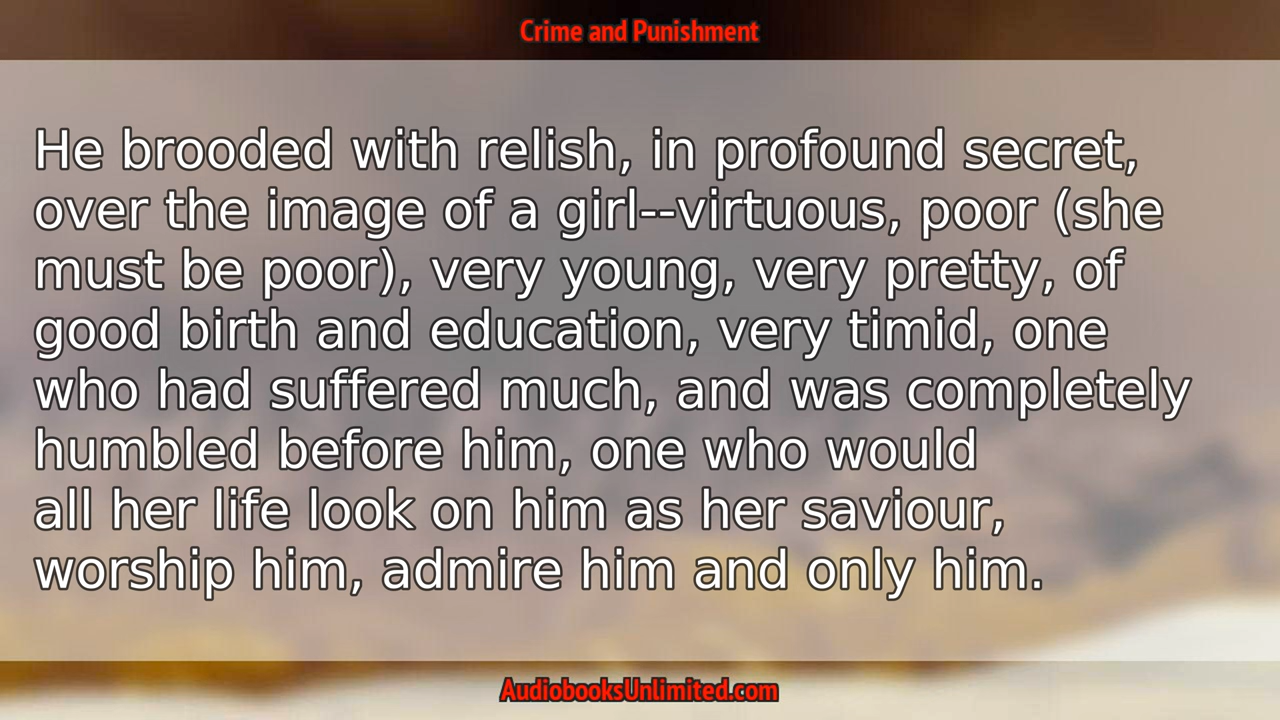 Crime and Punishment
He brooded with relish, in profound secret,
over the image of a girl--virtuous, poor (she
must be poor), very young, very pretty, of
good birth and education, very timid, one
who had suffered much, and was completely
humbled before him, one who would
all her life look on him as her saviour,
worship him, admire him and only him.
AudiobooksUnlimited.com